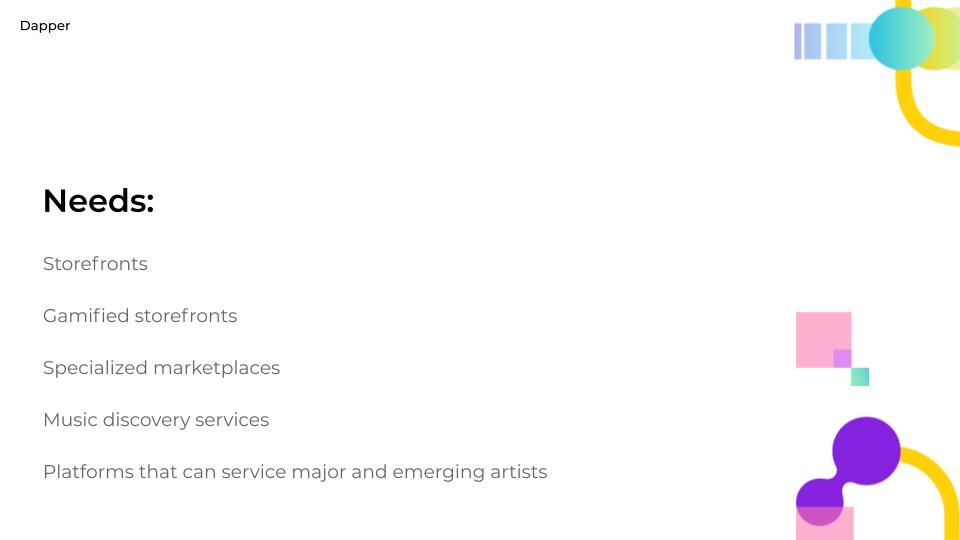 Dapper
Needs:
Storefronts
Gamified storefronts
Specialized marketplaces
Music discovery services
Platforms that can service major and emerging artists